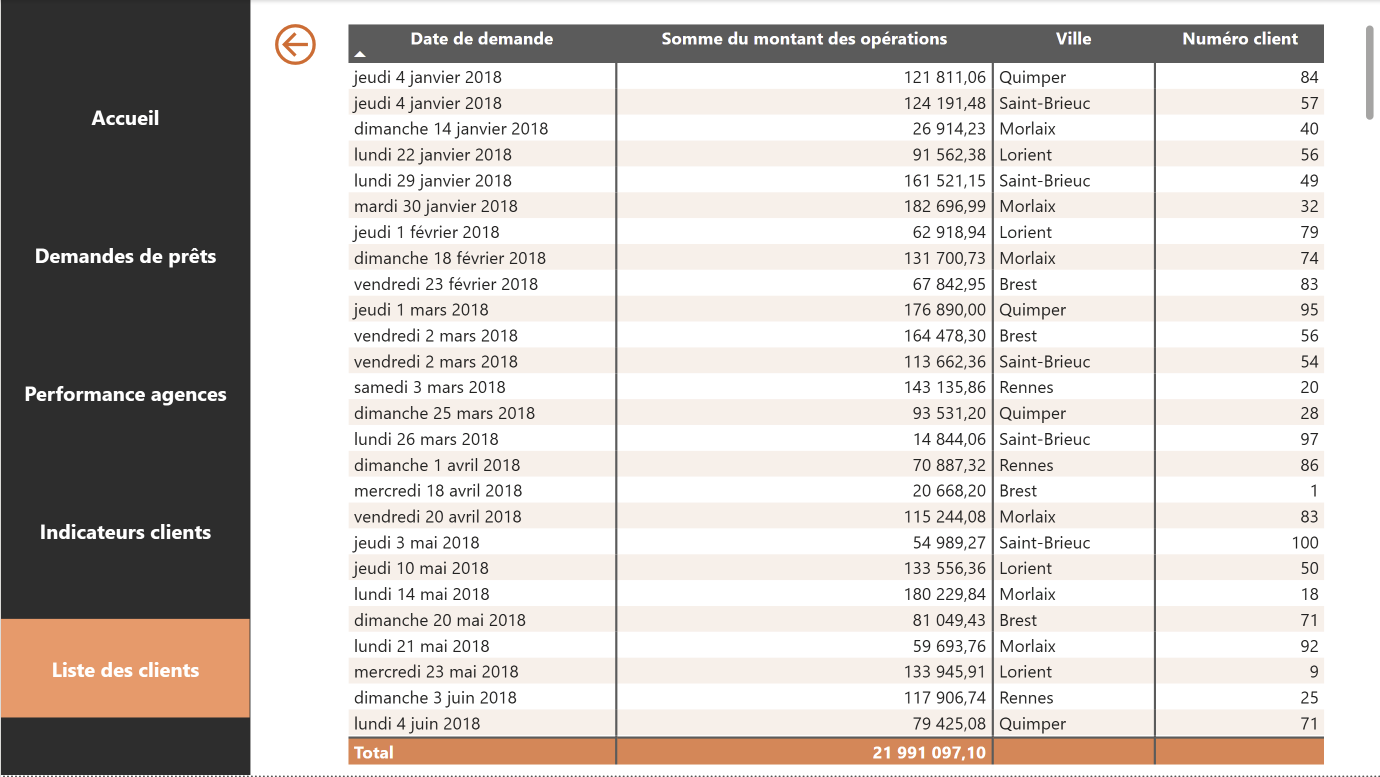 Accueil
Demandes de prêts
Performance agences
Indicateurs clients
Liste des clients
Date de demande Somme du montant des opérations Ville Numéro client
jeudi 4 janvier 2018 121 811,06 Quimper 84
jeudi 4 janvier 2018 124 191,48 Saint-Brieuc 57
dimanche 14 janvier 2018 26 914,23 Morlaix 40
lundi 22 janvier 2018 91 562,38 Lorient 56
lundi 29 janvier 2018 161 521,15 Saint-Brieuc 49
mardi 30 janvier 2018 182 696,99 Morlaix 32
jeudi 1 février 2018 62 918,94 Lorient 79
dimanche 18 février 2018 131 700,73 Morlaix 74
vendredi 23 février 2018 67 842,95 Brest 83
jeudi 1 mars 2018 176 890,00 Quimper 95
vendredi 2 mars 2018 164 478,30 Brest 56
vendredi 2 mars 2018 113 662,36 Saint-Brieuc 54
samedi 3 mars 2018 143 135,86 Rennes 20
dimanche 25 mars 2018 93 531,20 Quimper 28
lundi 26 mars 2018 14 844,06 Saint-Brieuc 97
dimanche 1 avril 2018 70 887,32 Rennes 86
mercredi 18 avril 2018 20 668,20 Brest 1
vendredi 20 avril 2018 115 244,08 Morlaix 83
jeudi 3 mai 2018 54 989,27 Saint-Brieuc 100
jeudi 10 mai 2018 133 556,36 Lorient 50
lundi 14 mai 2018 180 229,84 Morlaix 18
dimanche 20 mai 2018 81 049,43 Brest 71
lundi 21 mai 2018 59 693,76 Morlaix 92
mercredi 23 mai 2018 133 945,91 Lorient 9
dimanche 3 juin 2018 117 906,74 Rennes 25
lundi 4 juin 2018 79 425,08 Quimper 71
Total 21 991 097,10